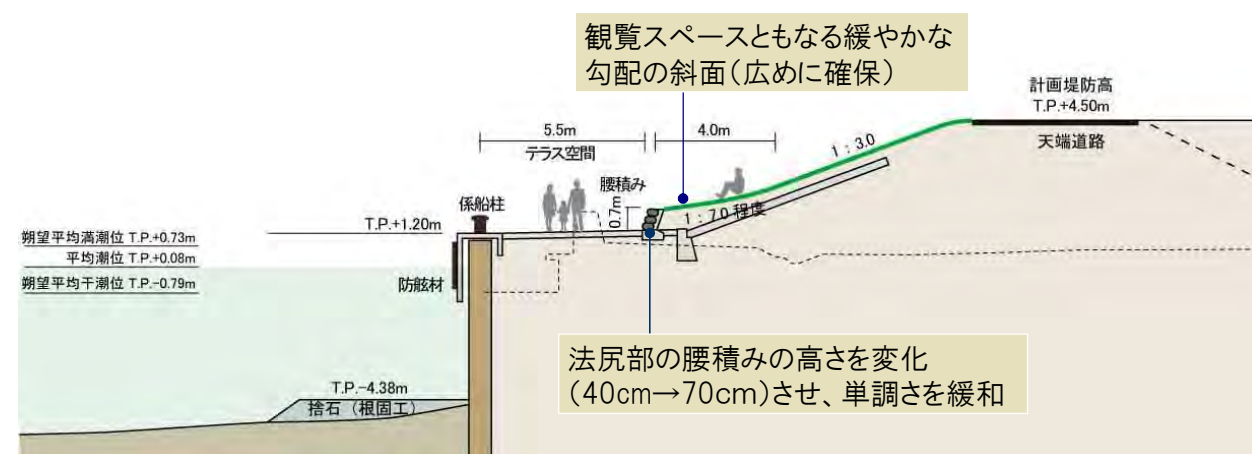 観覧スペースともなる緩やかな
勾配の斜面（広めに確保）
計画堤防高
T.P.+4.50m
天端道路
5.5m
テラス空間
4.0m
1：3.0
腰積み
0.7m
1：7.0程度
係船柱
T.P.+1.20m
朔望平均満潮位 T.P.+0.73m
平均潮位 T.P.+0.08m
朔望平均干潮位 T.P.-0.79m
防舷材
法尻部の腰積みの高さを変化
（40cm→70cm）させ、単調さを緩和
T.P.-4.38m
捨石（根固工）